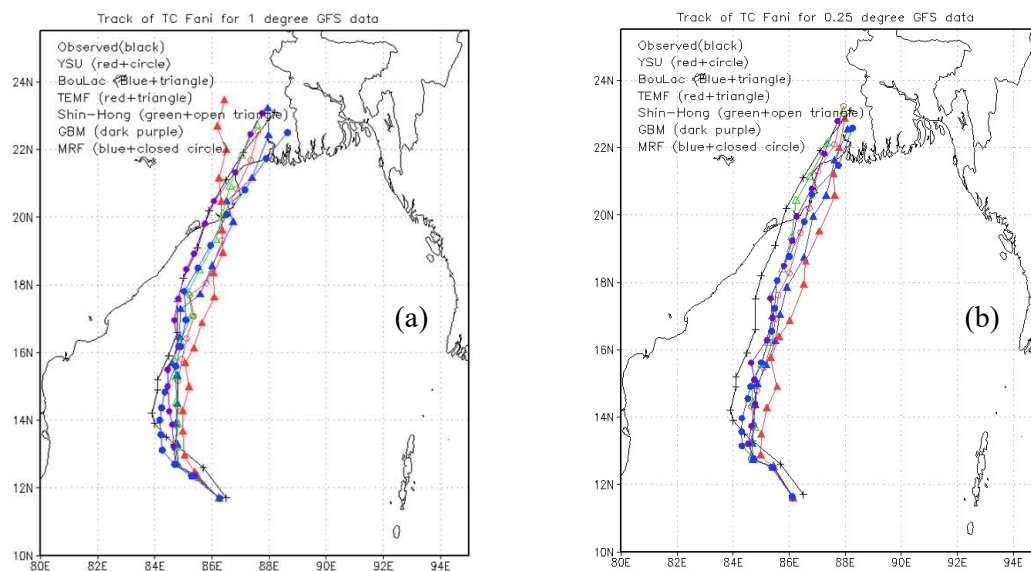 Track of TC Fani for 1 degree GFS data
Observed(black)
YSU (red+circle)
BouLac (Blue+triangle)
TEMF (red+triangle)
Shin-Hong (green+open triangle)
GBM (dark purple)
MRF (blue+closed circle)
24N
22N
20N
18N
16N
14N
12N
10N
80E 82E 84E 86E 88E 90E 92E 94E
(a)
Track of TC Fani for 0.25 degree GFS data
Observed(black)
YSU (red+circle)
BouLac (Blue+triangle)
TEMF (red+triangle)
Shin-Hong (green+open triangle)
GBM (dark purple)
MRF (blue+closed circle)
24N
22N
20N
18N
16N
14N
12N
10N
80E 82E 84E 86E 88E 90E 92E 94E
(b)